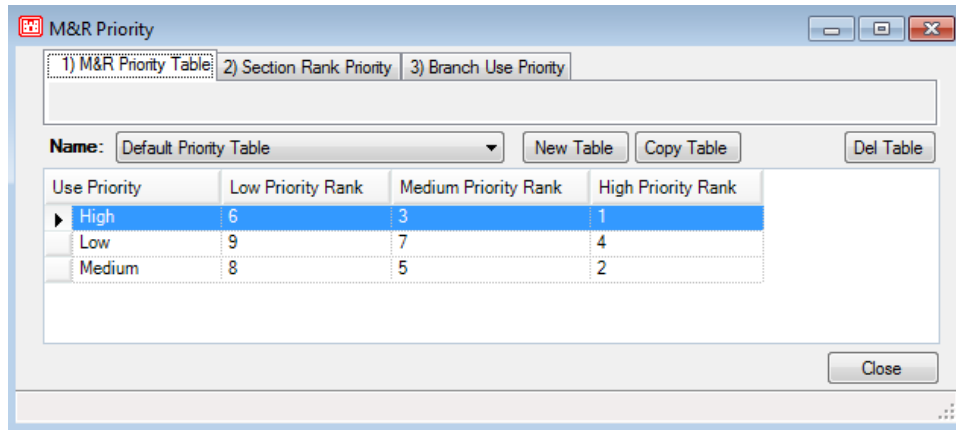 M&R Priority
1) M&R Priority Table 2) Section Rank Priority 3) Branch Use Priority
Name: Default Priority Table New Table Copy Table Del Table
Use Priority Low Priority Rank Medium Priority Rank High Priority Rank
High 6 3 1
Low 9 7 4
Medium 8 5 2
Close